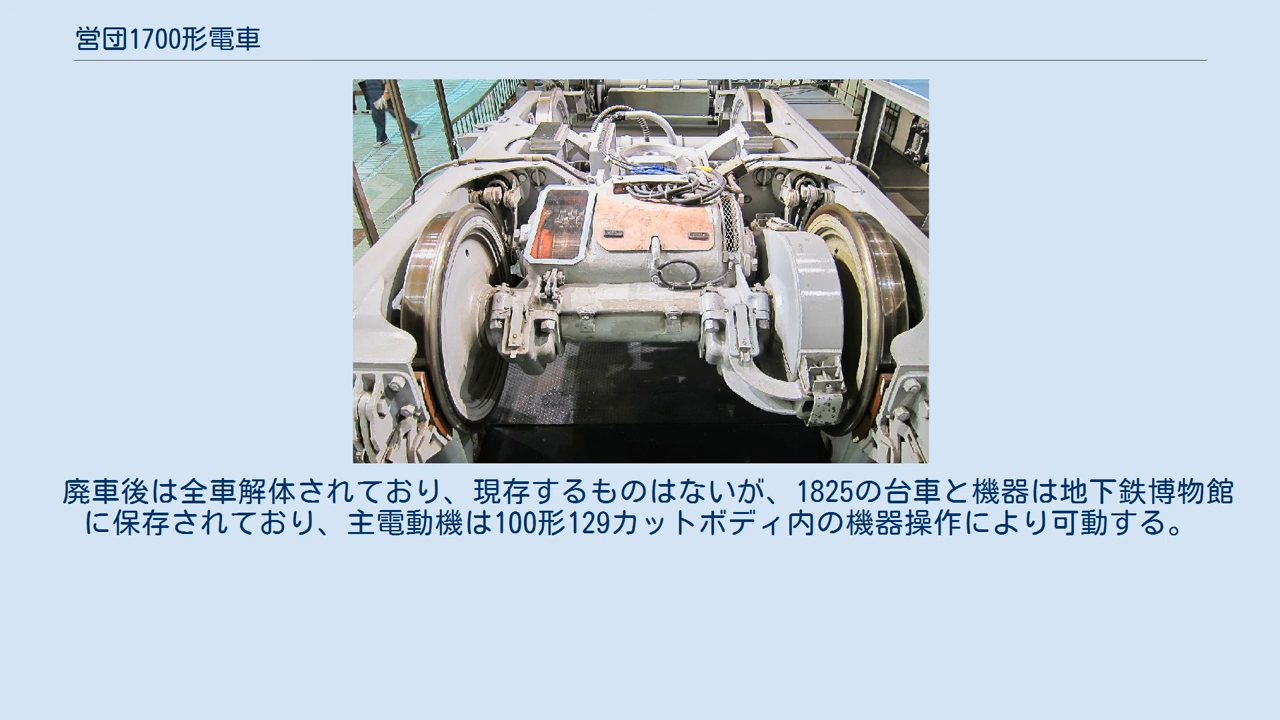 営団1700形電車
廃車後は全車解体されており、現存するものはないが、1825の台車と機器は地下鉄博物館
に保存されており、主電動機は100形129カットボディ内の機器操作により可動する。